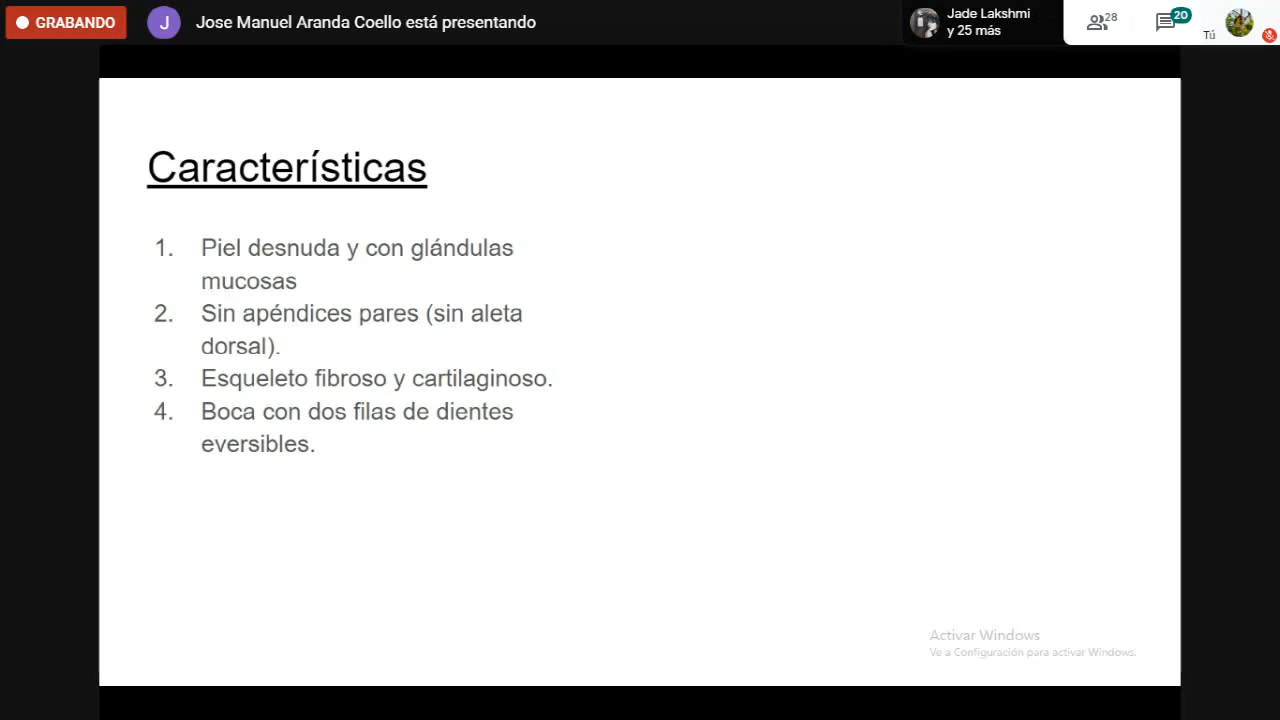 GRABANDO
J
Jose Manuel Aranda Coello está presentando
Jade Lakshmi
y 25 más
28
20
Tú
Características
1. Piel desnuda y con glándulas
mucosas
2. Sin apéndices pares (sin aleta
dorsal).
3. Esqueleto fibroso y cartilaginoso.
4. Boca con dos filas de dientes
eversibles.
Activar Windows
Ve a Configuración para activar Windows.